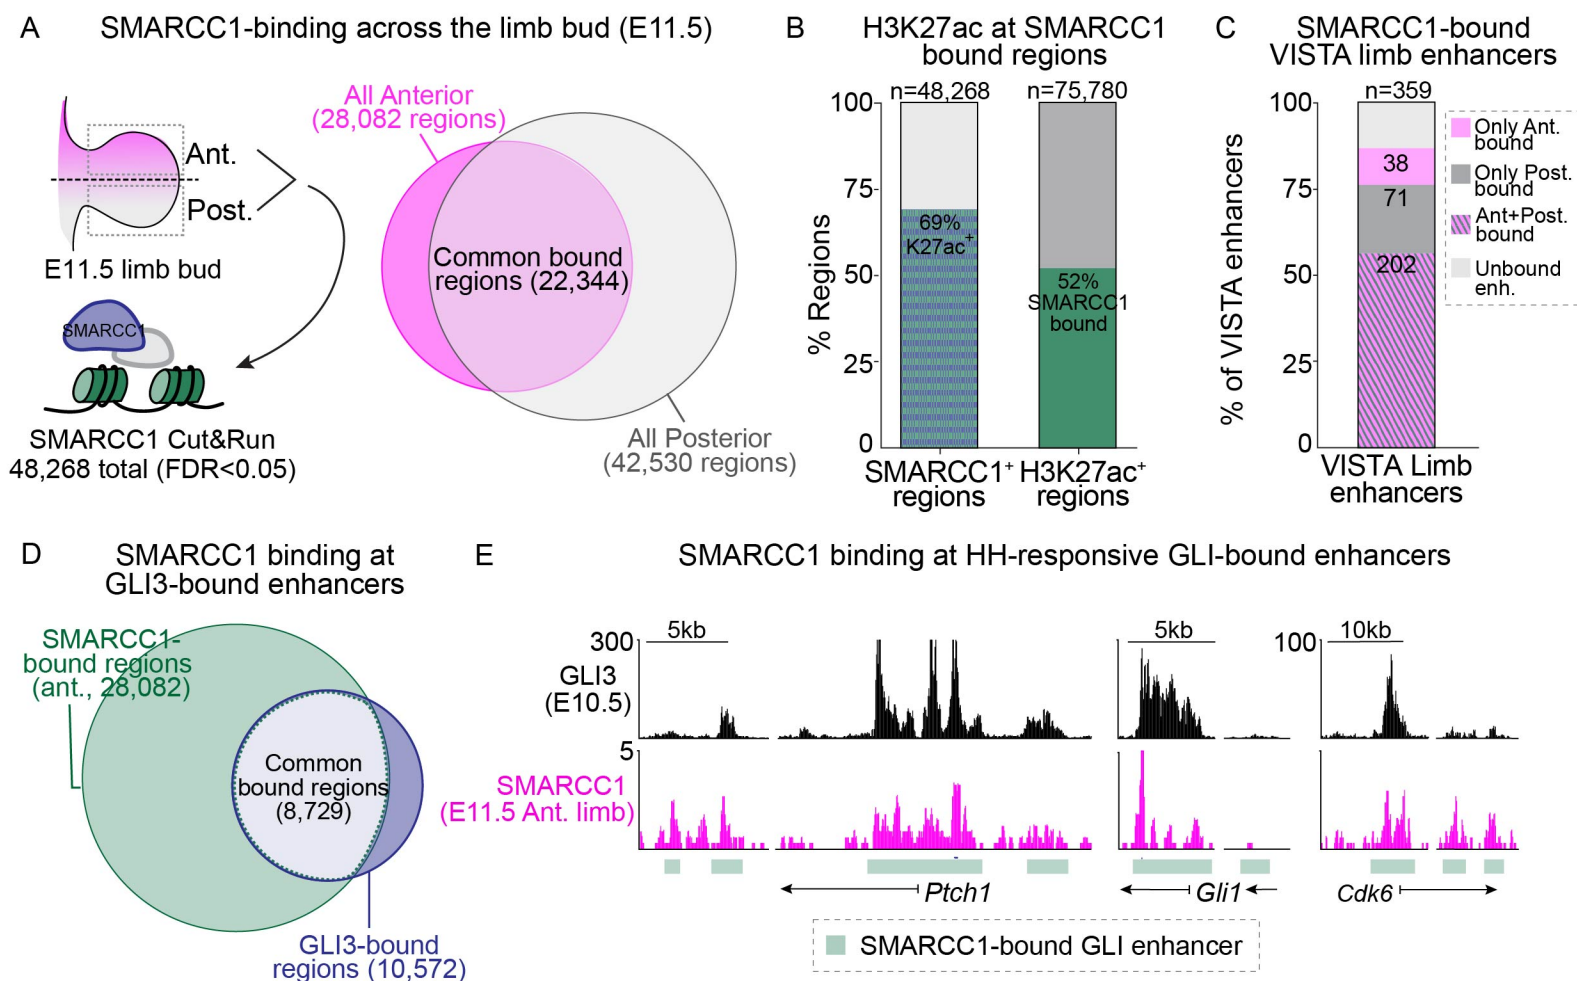 A
SMARCC1-binding across the limb bud (E11.5)
Ant.
Post.
E11.5 limb bud
SMARCC1
SMARCC1 Cut&Run
48,268 total (FDR<0.05)
All Anterior
(28,082 regions)
Common bound
regions (22,344)
All Posterior
(42,530 regions)
B
H3K27ac at SMARCC1
bound regions
n=48,268
n=75,780
% Regions
100
75
50
25
0
69%
K27ac+
52%
SMARCC1
bound
SMARCC1+
regions
H3K27ac+
regions
C
SMARCC1-bound
VISTA limb enhancers
n=359
% of VISTA enhancers
100
75
50
25
0
38
71
202
VISTA Limb
enhancers
Only Ant.
bound
Only Post.
bound
Ant+Post.
bound
Unbound
enh.
D
SMARCC1 binding at
GLI3-bound enhancers
SMARCC1-
bound regions
(ant., 28,082)
Common
bound regions
(8,729)
GLI3-bound
regions (10,572)
E
SMARCC1 binding at HH-responsive GLI-bound enhancers
5kb
5kb
10kb
300
100
GLI3
(E10.5)
5
SMARCC1
(E11.5 Ant. limb)
Ptch1
Gli1
Cdk6
SMARCC1-bound GLI enhancer